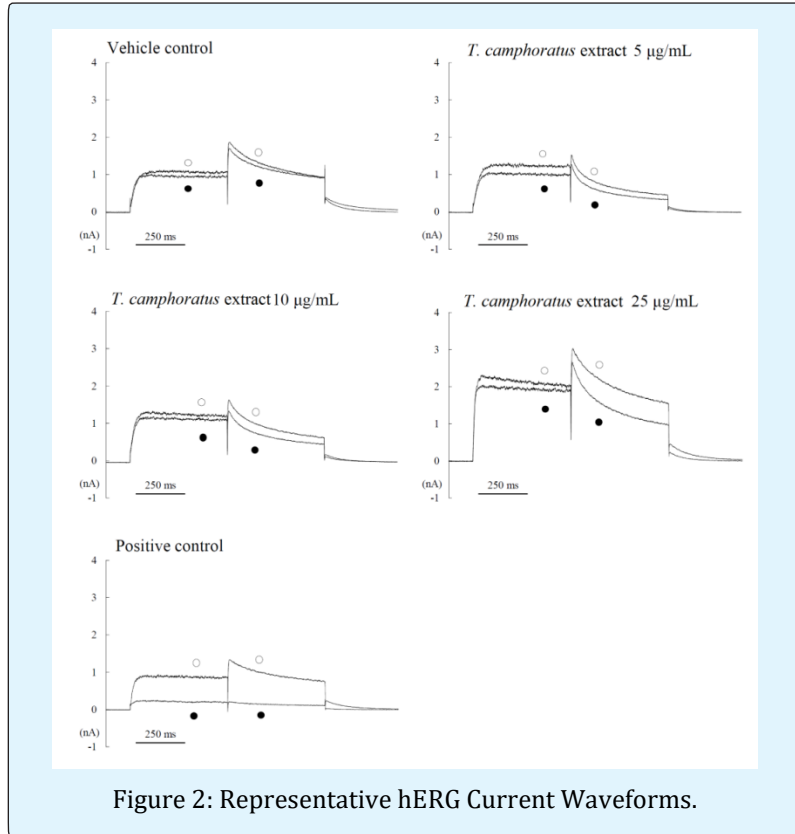 Vehicle control
4
3
2
1
0
(nA)
-1
250 ms
T. camphoratus extract 5 μg/mL
4
3
2
1
0
(nA)
-1
250 ms
T. camphoratus extract 10 μg/mL
4
3
2
1
0
(nA)
-1
250 ms
T. camphoratus extract 25 μg/mL
4
3
2
1
0
(nA)
-1
250 ms
Positive control
4
3
2
1
0
(nA)
-1
250 ms
Figure 2: Representative hERG Current Waveforms.